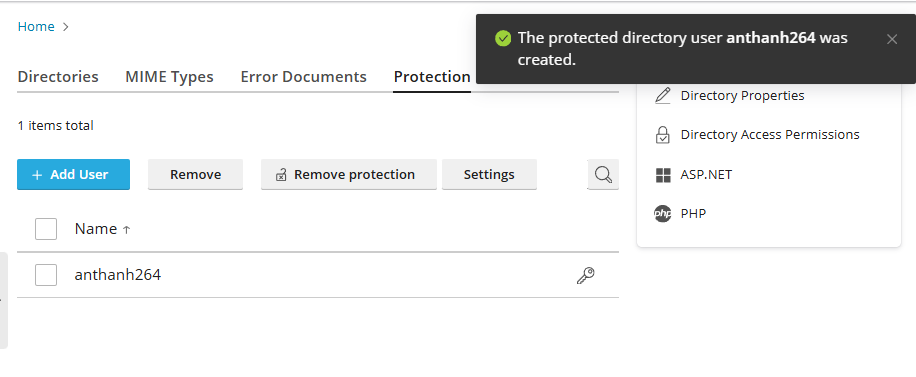 Home
The protected directory user anthanh264 was
created.
Directories MIME Types Error Documents Protection
1 items total
+ Add User Remove Remove protection Settings
Name ↑
anthanh264
Directory Properties
Directory Access Permissions
ASP.NET
php PHP